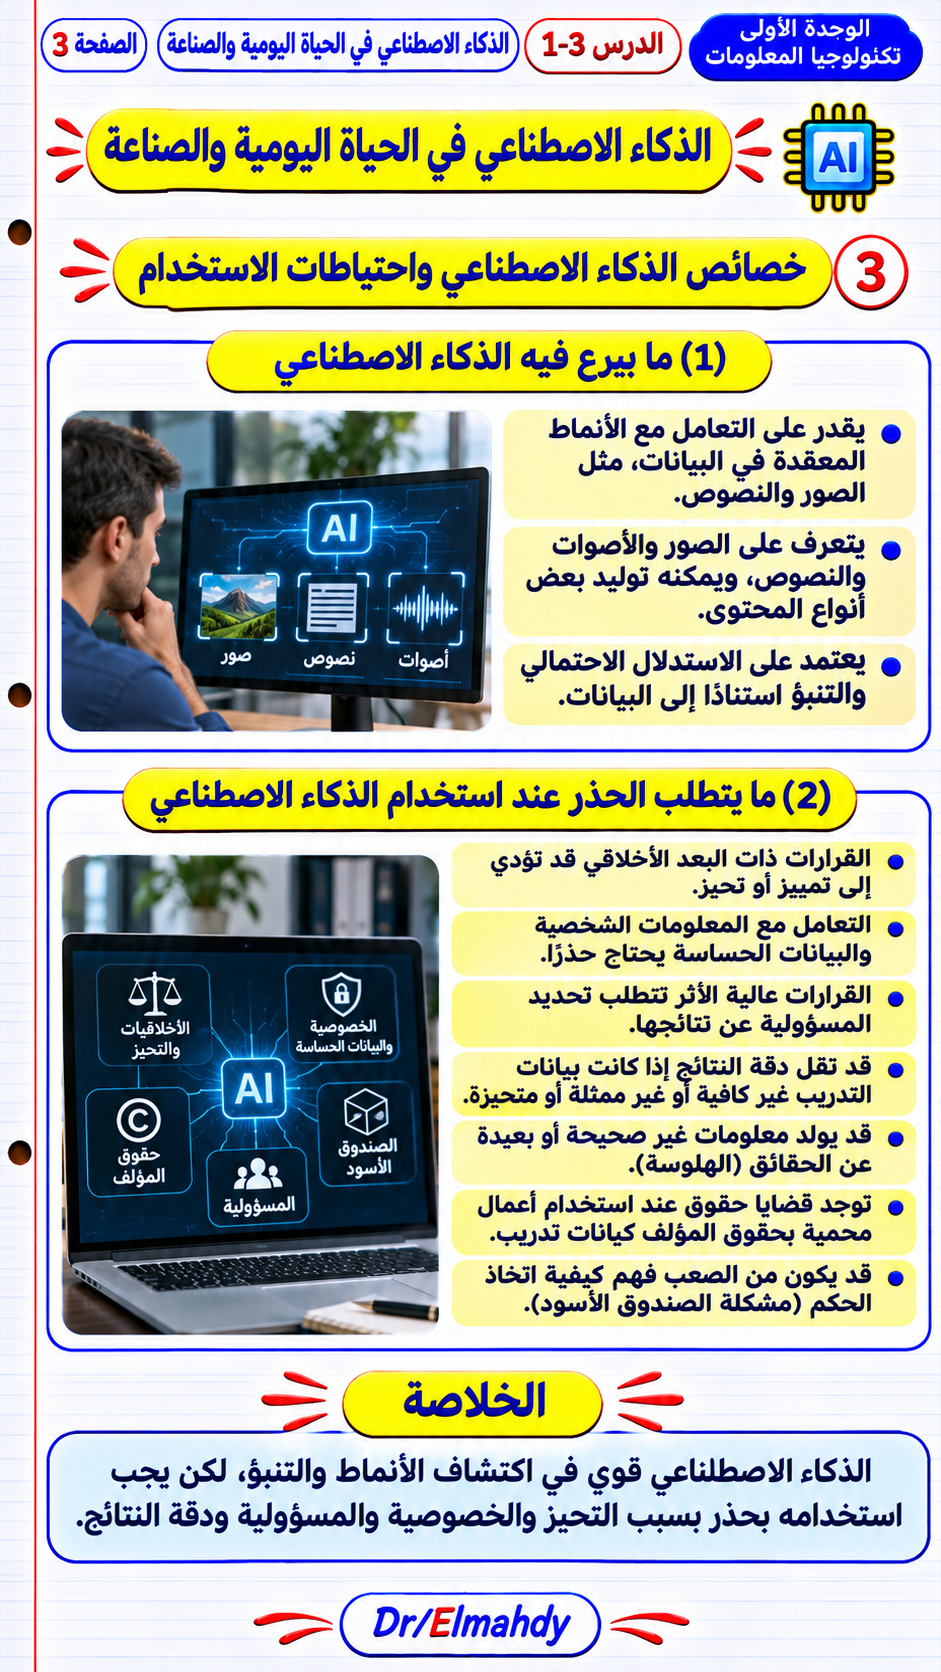 الوجدة الأولى
تكنولوجيا المعلومات
الدرس 3-1
الذكاء الاصطناعي في الحياة اليومية والصناعة
الصفحة 3
الذكاء الاصطناعي في الحياة اليومية والصناعة
AI
3
خصائص الذكاء الاصطناعي واحتياطات الاستخدام
(1) ما بيرع فيه الذكاء الاصطناعي
يقدر على التعامل مع الأنماط
المعقدة في البيانات، مثل
الصور والنصوص.
يتعرف على الصور والأصوات
والنصوص، ويمكنه توليد بعض
أنواع المحتوى.
يعتمد على الاستدلال الاحتمالي
والتنبؤ استنادًا إلى البيانات.
AI
صور
نصوص
أصوات
(2) ما يتطلب الحذر عند استخدام الذكاء الاصطناعي
القرارات ذات البعد الأخلاقي قد تؤدي
إلى تمييز أو تحيز.
التعامل مع المعلومات الشخصية
والبيانات الحساسة يحتاج حذرًا.
القرارات عالية الأثر تتطلب تحديد
المسؤولية عن نتائجها.
قد تقل دقة النتائج إذا كانت بيانات
التدريب غير كافية أو غير ممثلة أو متحيزة.
قد يولد معلومات غير صحيحة أو بعيدة
عن الحقائق (الهلوسة).
توجد قضايا حقوق عند استخدام أعمال
محمية بحقوق المؤلف كيانات تدريب.
قد يكون من الصعب فهم كيفية اتخاذ
الحكم (مشكلة الصندوق الأسود).
الخصوصية
والبيانات الحساسة
الأخلاقيات
والتحيز
AI
الصندوق
الأسود
©
حقوق
المؤلف
المسؤولية
الخلاصة
الذكاء الاصطلناعي قوي في اكتشاف الأنماط والتنبؤ، لكن يجب
استخدامه بحذر بسبب التحيز والخصوصية والمسؤولية ودقة النتائج.
Dr/Elmahdy